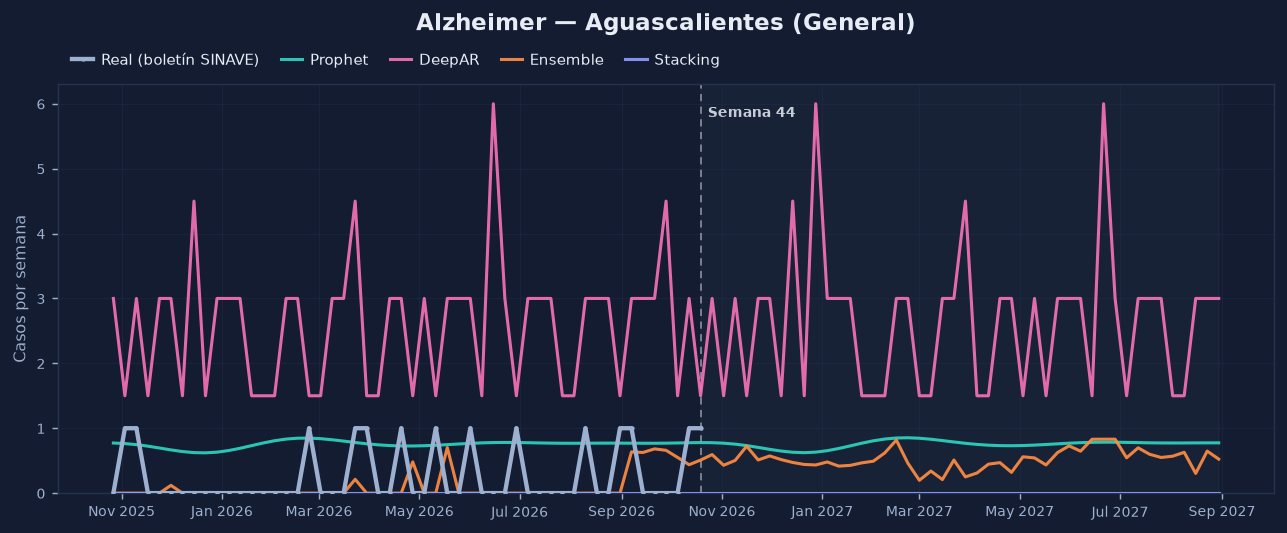 Alzheimer — Aguascalientes (General)
Real (boletín SINAVE) Prophet DeepAR Ensemble Stacking
Semana 44
Casos por semana
6
5
4
3
2
1
0
Nov 2025 Jan 2026 Mar 2026 May 2026 Jul 2026 Sep 2026 Nov 2026 Jan 2027 Mar 2027 May 2027 Jul 2027 Sep 2027